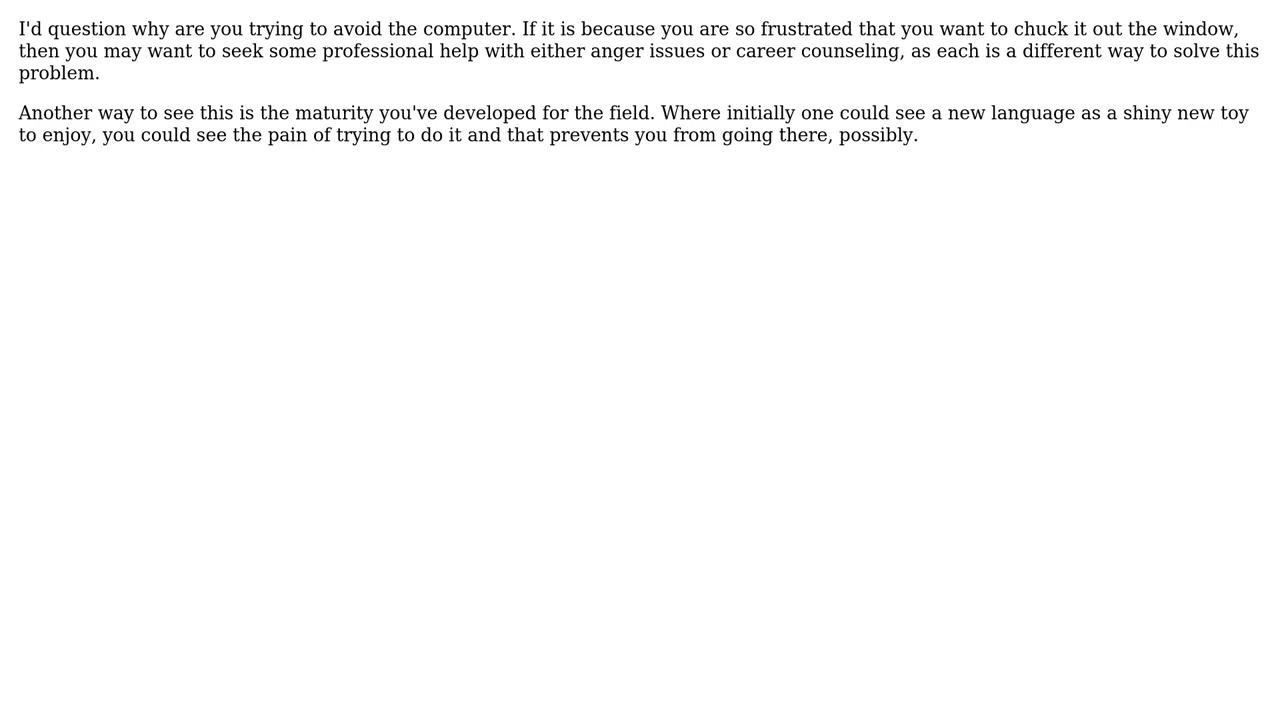 I'd question why are you trying to avoid the computer. If it is because you are so frustrated that you want to chuck it out the window,
then you may want to seek some professional help with either anger issues or career counseling, as each is a different way to solve this
problem.
Another way to see this is the maturity you've developed for the field. Where initially one could see a new language as a shiny new toy
to enjoy, you could see the pain of trying to do it and that prevents you from going there, possibly.